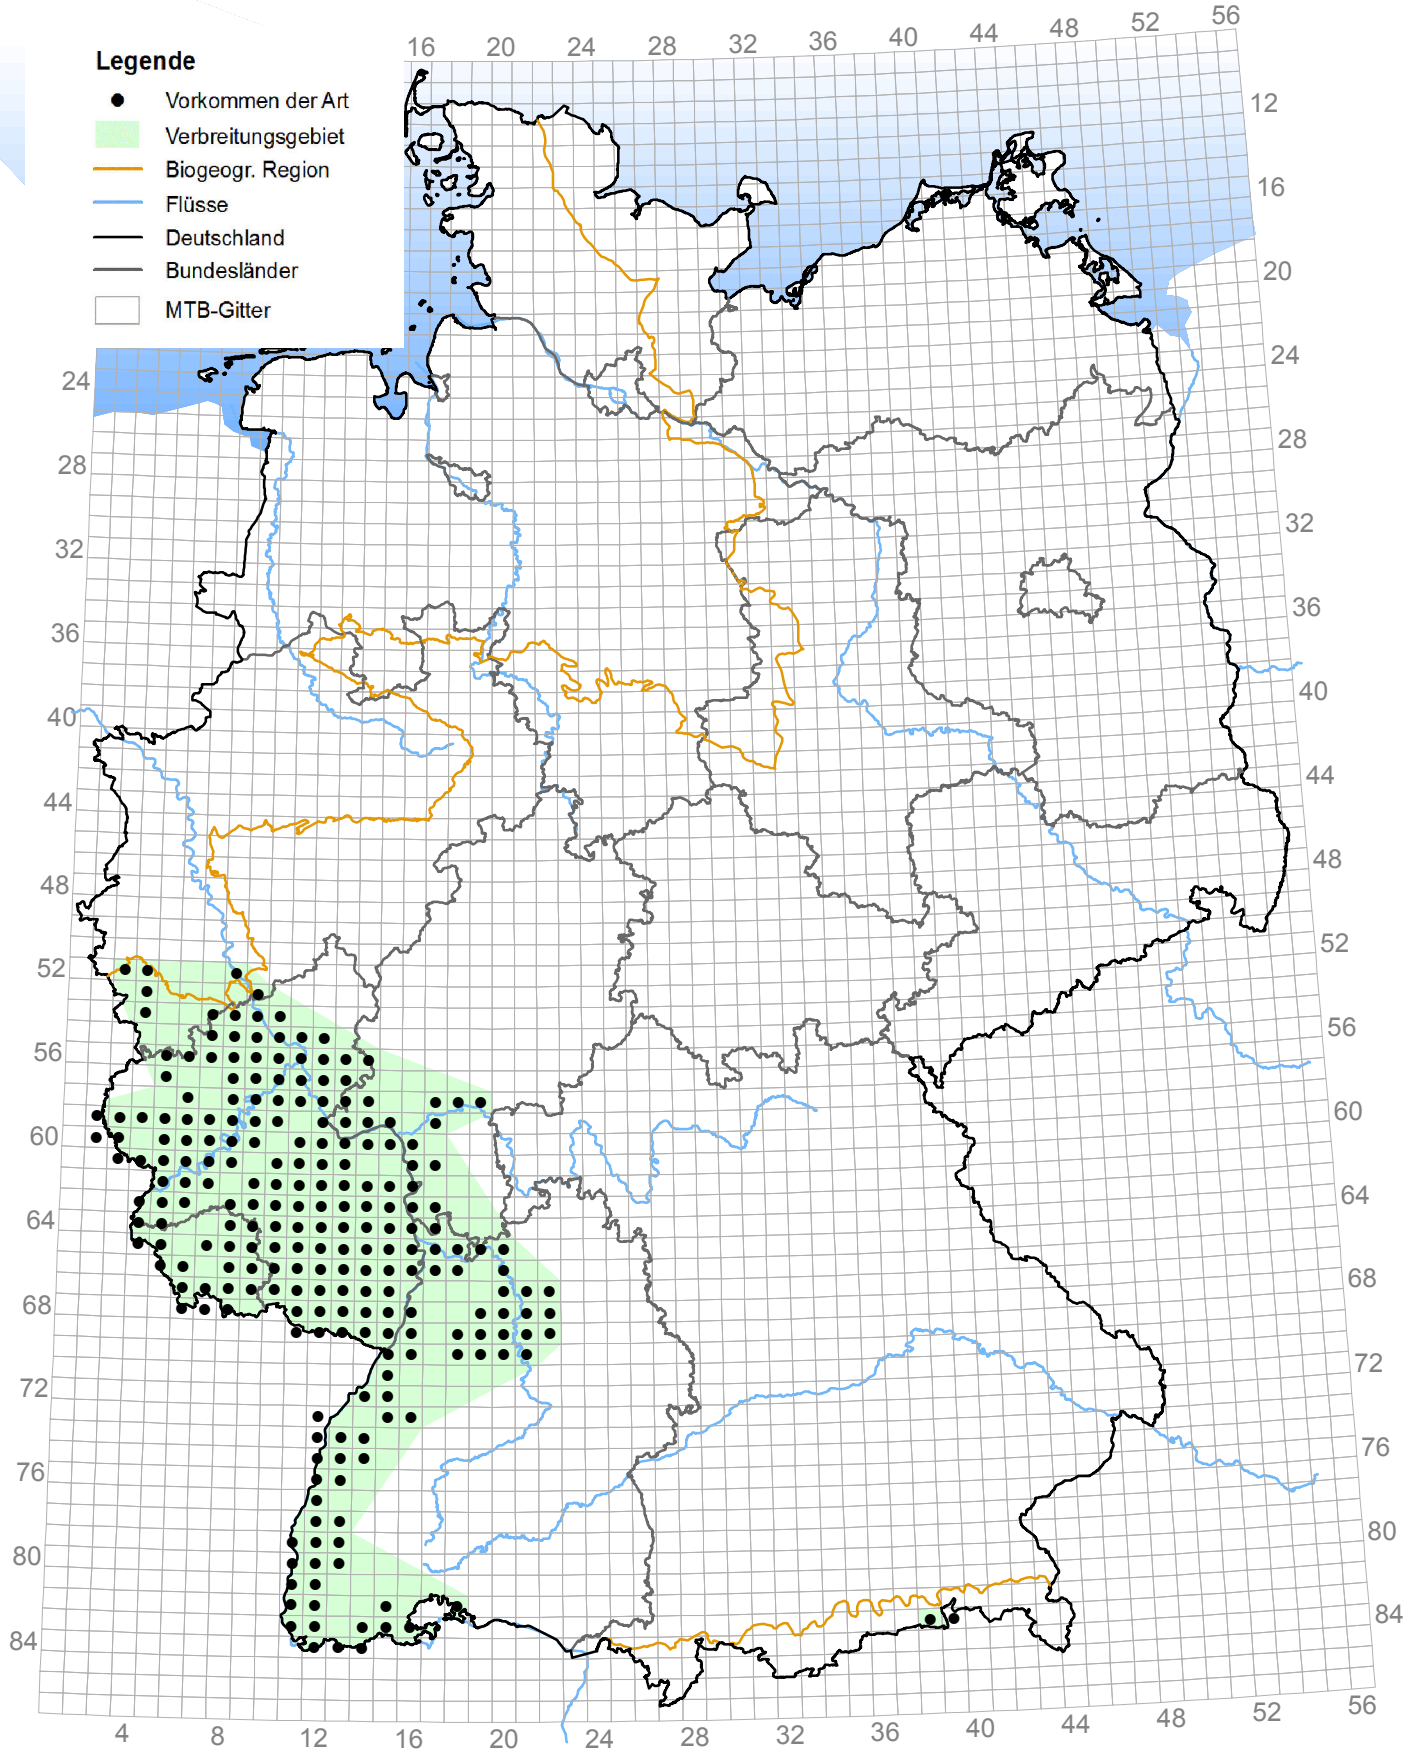 16 20 24 28 32 36 40 44 48 52 56
Legende
Vorkommen der Art
Verbreitungsgebiet
Biogeogr. Region
Flüsse
Deutschland
Bundesländer
MTB-Gitter
12
16
20
24 24
28 28
32 32
36 36
40 40
44 44
48 48
52 52
56 56
60 60
64 64
68 68
72 72
76 76
80 80
84 84
4 8 12 16 20 24 28 32 36 40 44 48 52 56